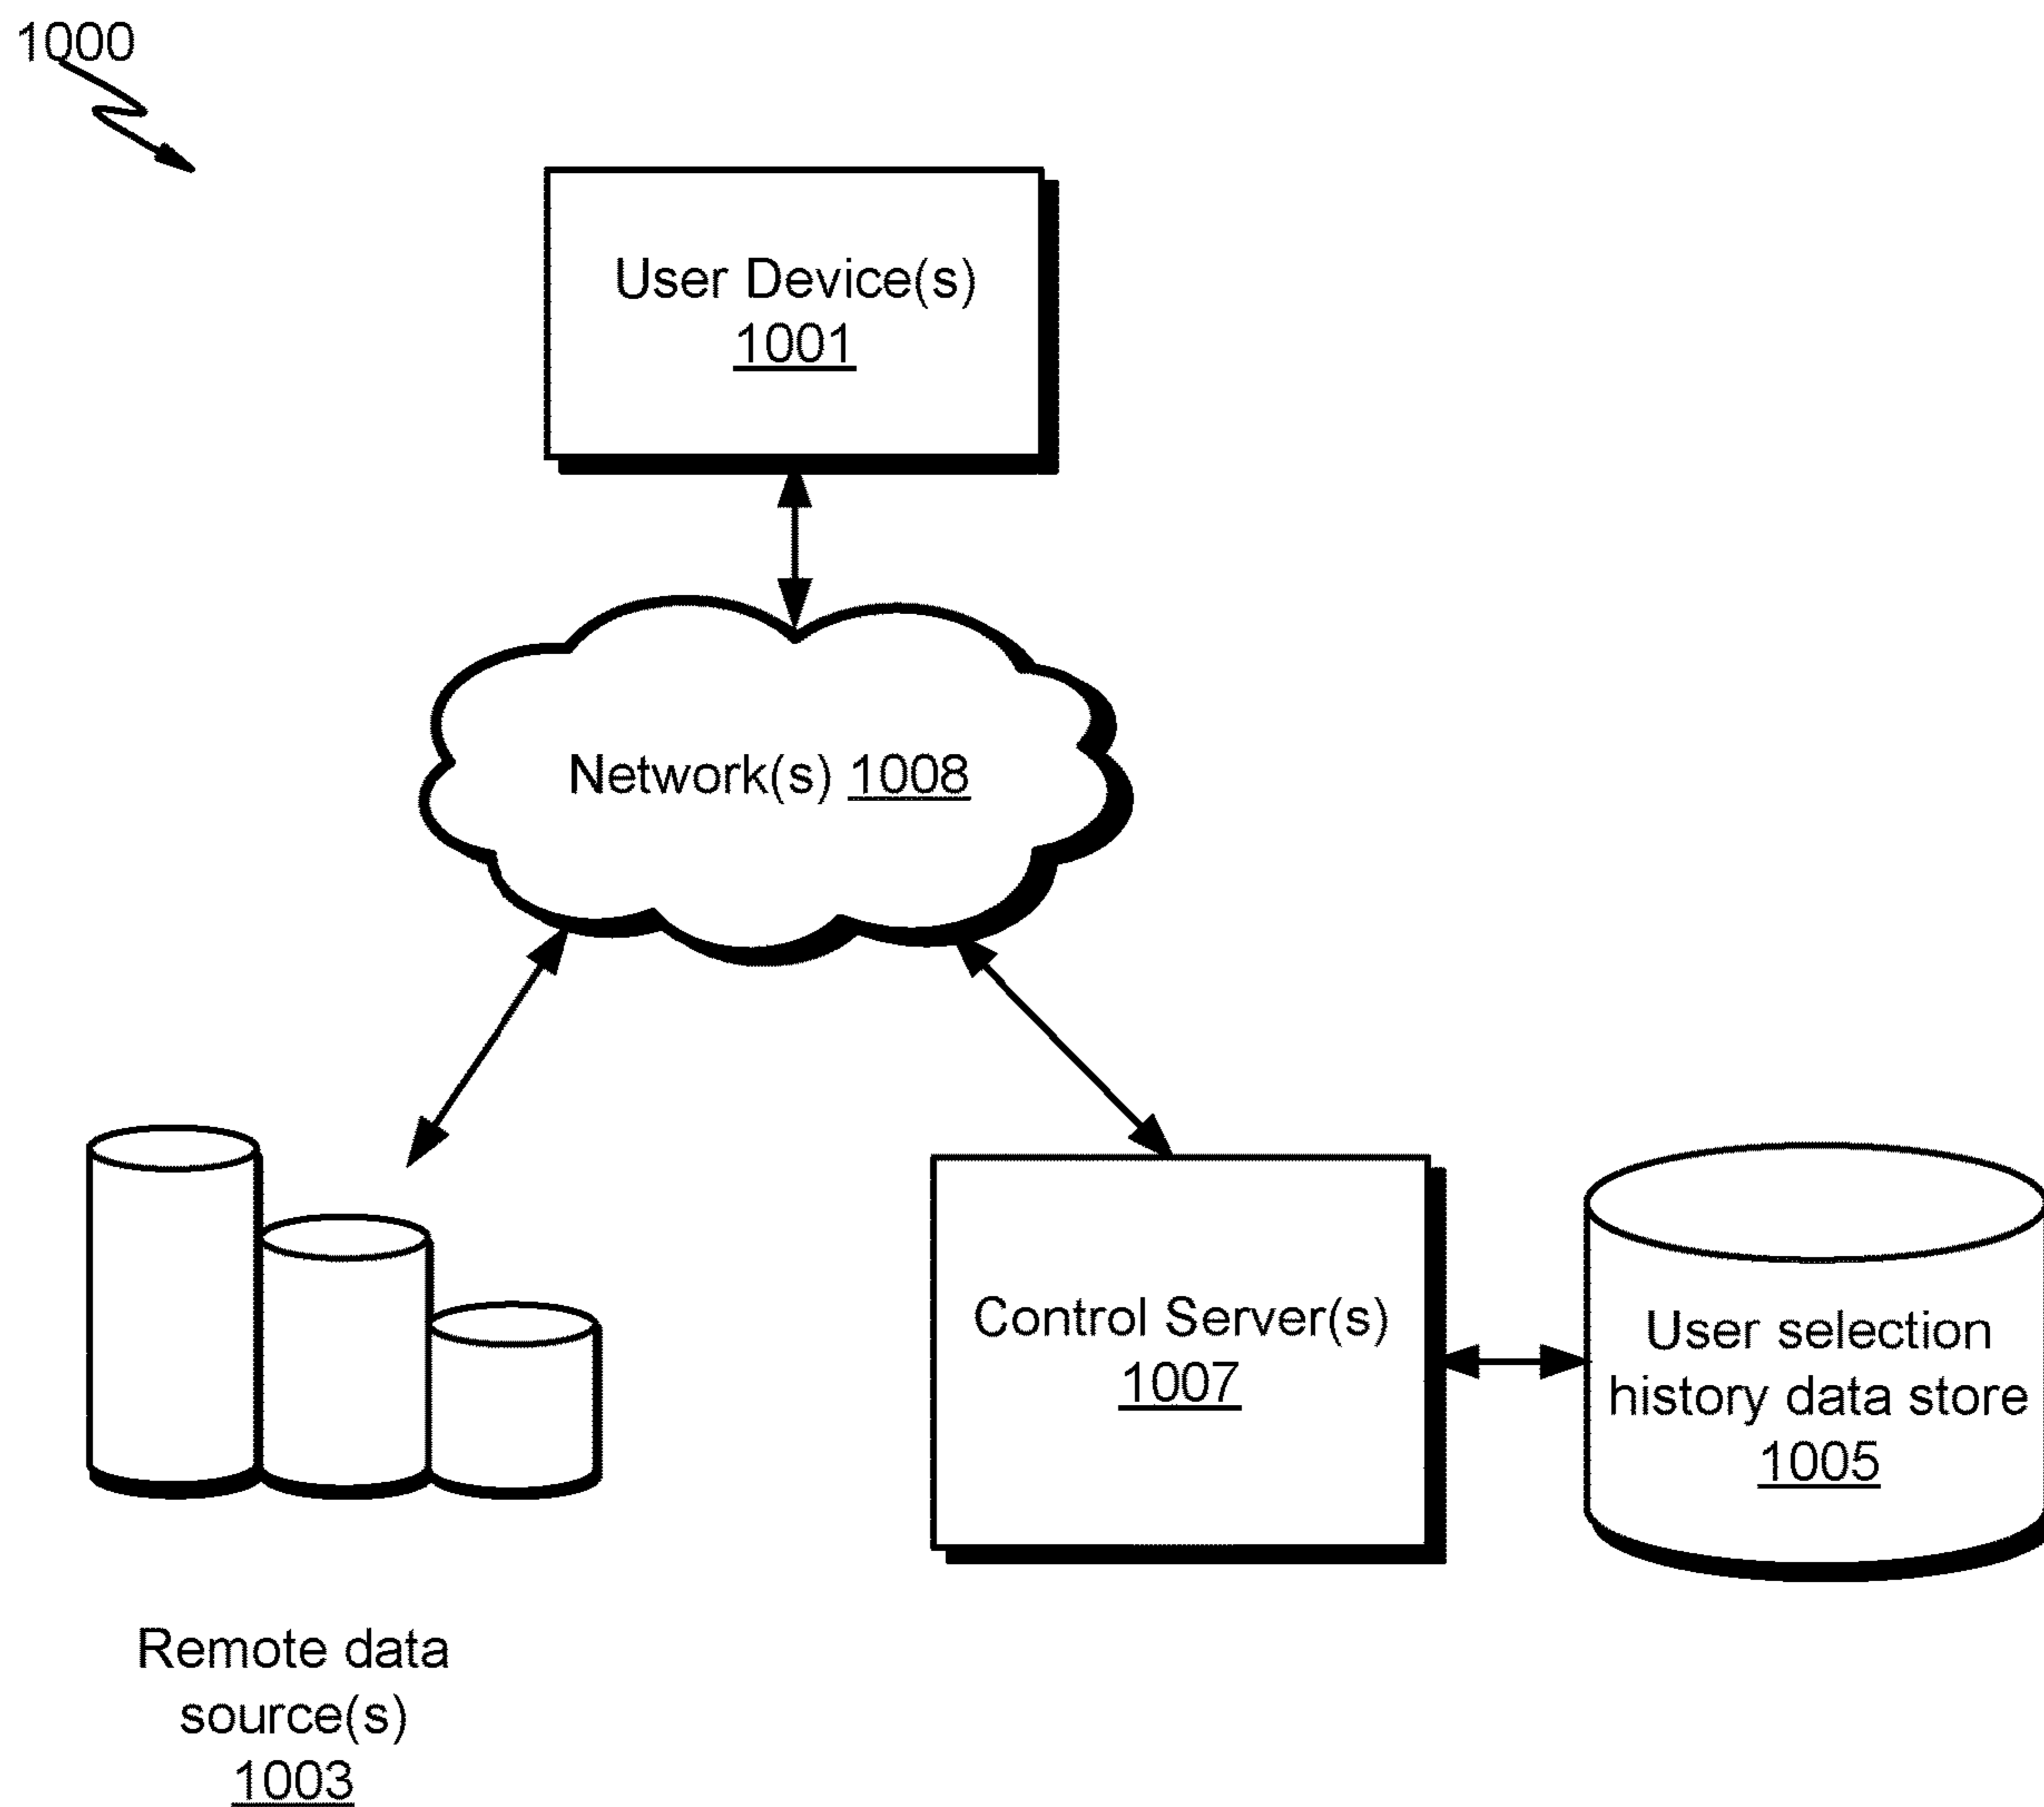 1000
User Device(s)
1001
Network(s) 1008
Control Server(s)
1007
User selection
history data store
1005
Remote data
source(s)
1003